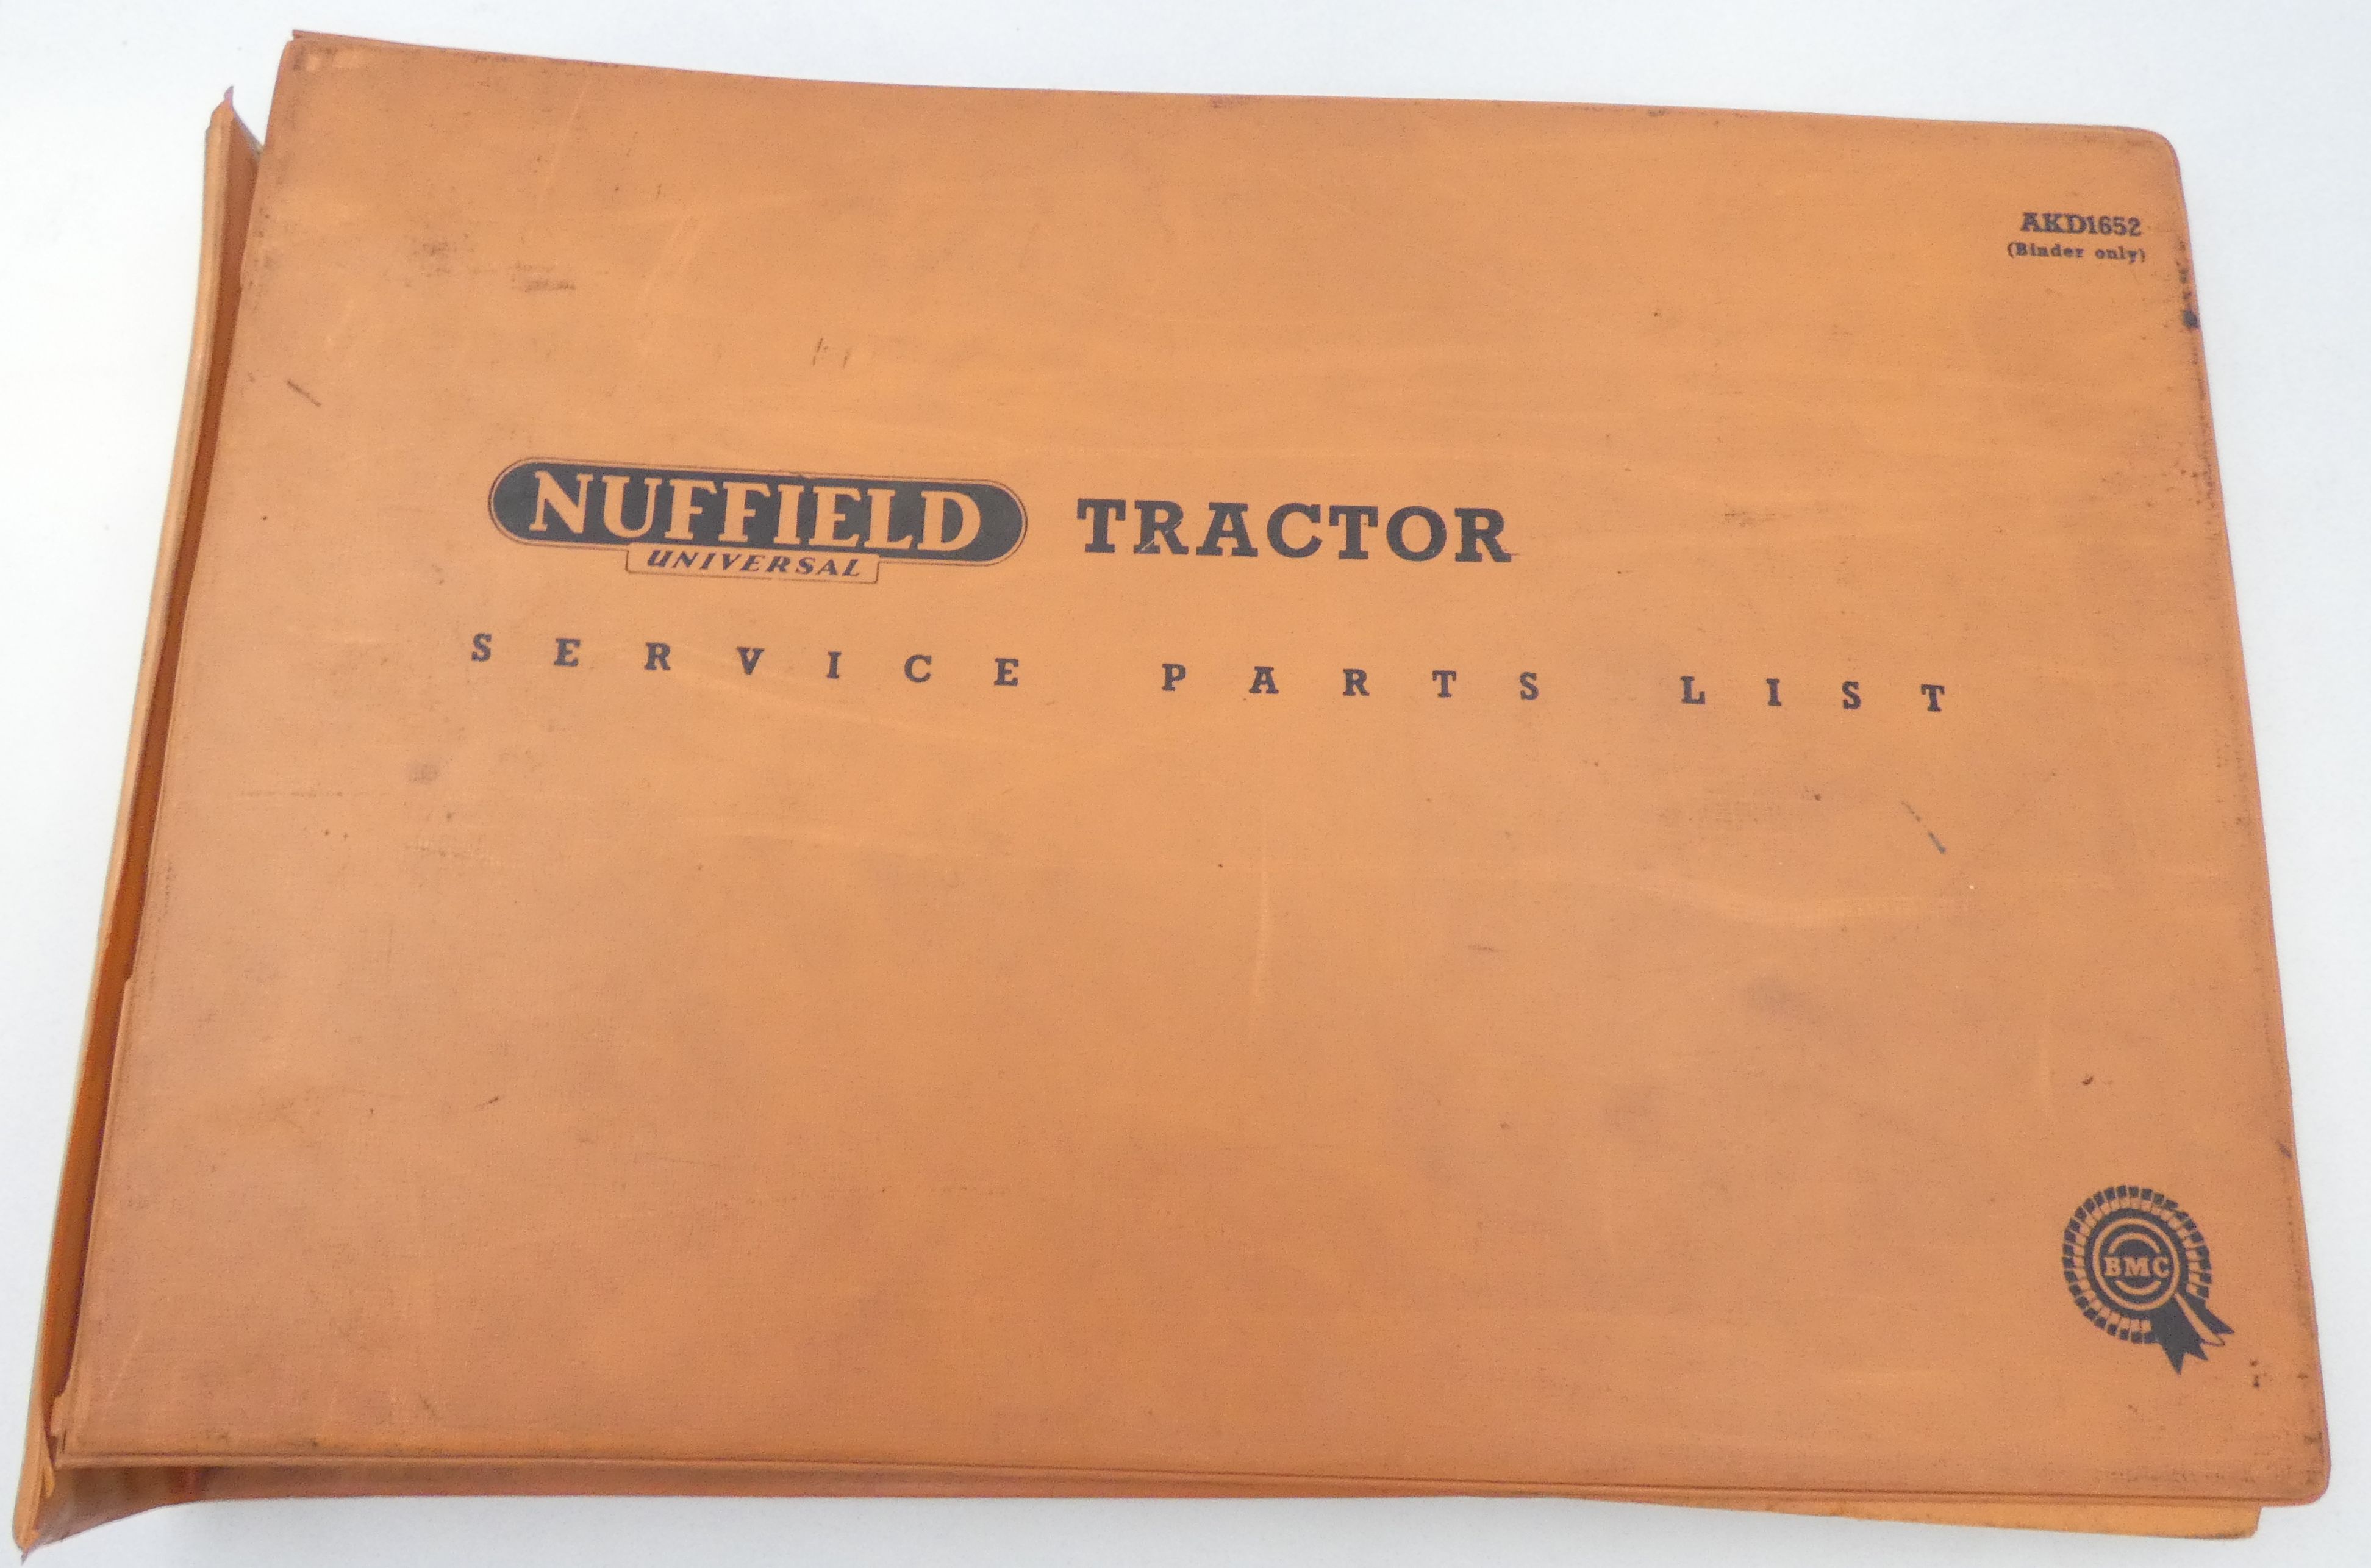 AKD1652
(Binder only)
NUFFIELD TRACTOR
UNIVERSAL
SERVICE PARTS LIST
BMC